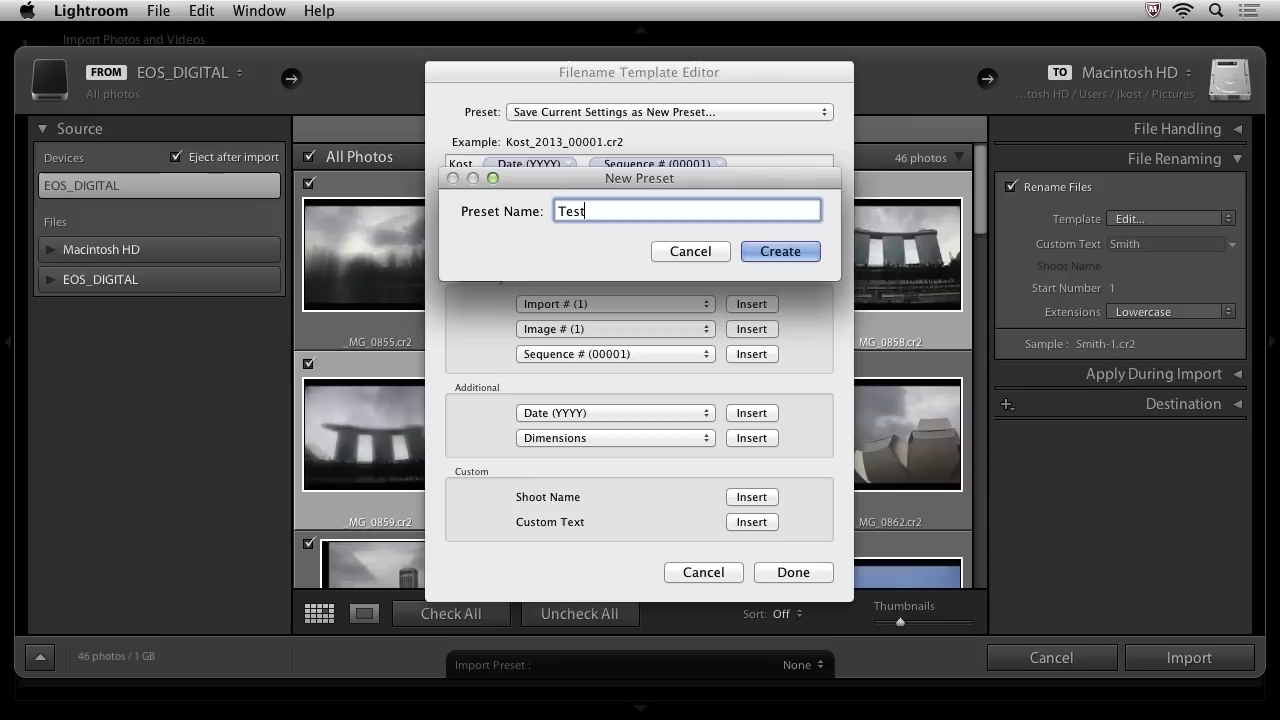 Lightroom File Edit Window Help
Import Photos and Videos
FROM EOS_DIGITAL
All photos
TO Macintosh HD
...tosh HD / Users / jkost / Pictures
Filename Template Editor
Preset: Save Current Settings as New Preset...
Example: Kost_2013_00001.cr2
Kost_ Date (YYYY) Sequence # (00001)
New Preset
Preset Name: Test
Cancel Create
Import # (1) Insert
Image # (1) Insert
Sequence # (00001) Insert
Additional
Date (YYYY) Insert
Dimensions Insert
Custom
Shoot Name Insert
Custom Text Insert
Cancel Done
Source
Devices Eject after import
EOS_DIGITAL
Files
Macintosh HD
EOS_DIGITAL
All Photos
46 photos
_MG_0855.cr2
_MG_0858.cr2
_MG_0859.cr2
_MG_0862.cr2
File Handling
File Renaming
Rename Files
Template Edit...
Custom Text Smith
Shoot Name
Start Number 1
Extensions Lowercase
Sample : Smith-1.cr2
Apply During Import
Destination
Check All Uncheck All Sort: Off Thumbnails
46 photos / 1 GB
Import Preset : None
Cancel Import